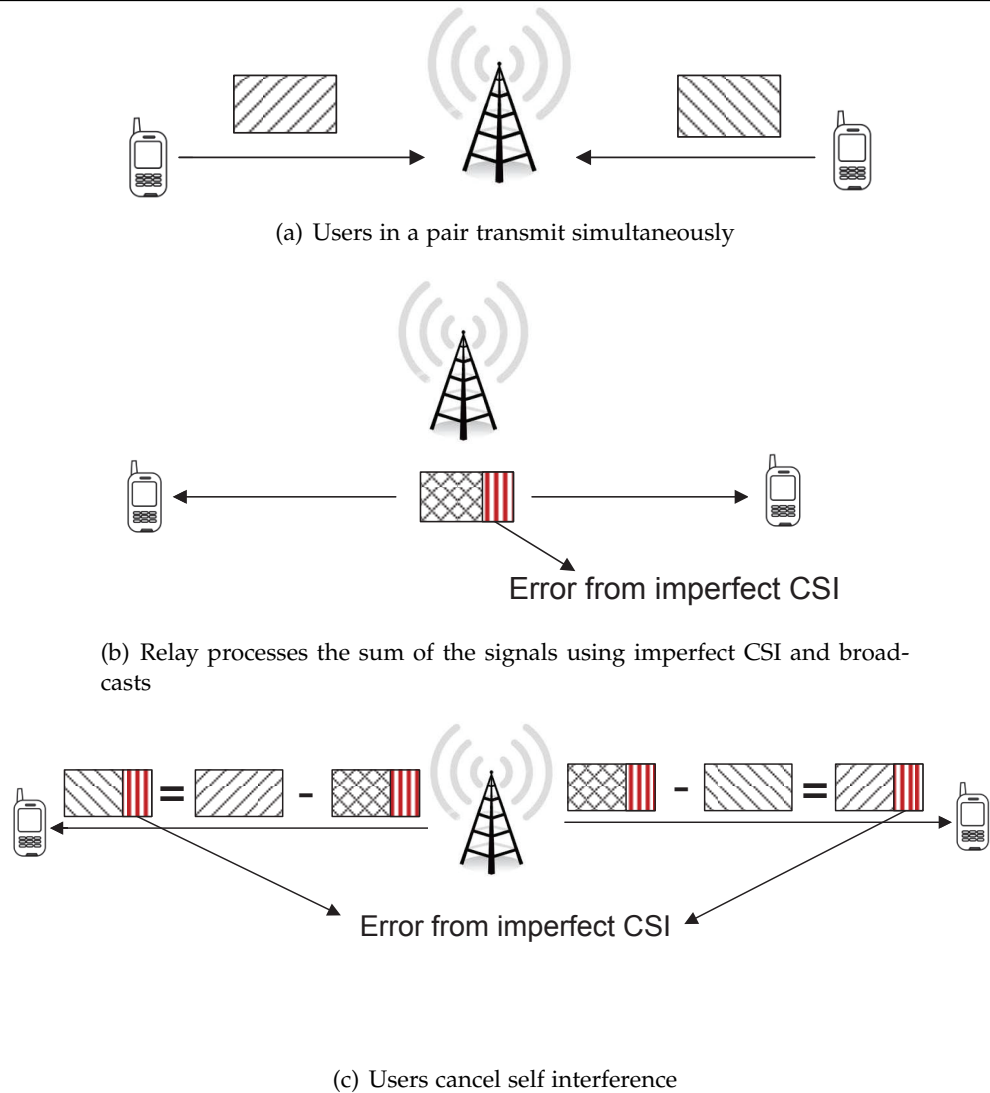 (a) Users in a pair transmit simultaneously
Error from imperfect CSI
(b) Relay processes the sum of the signals using imperfect CSI and broad-
casts
= - - =
Error from imperfect CSI
(c) Users cancel self interference